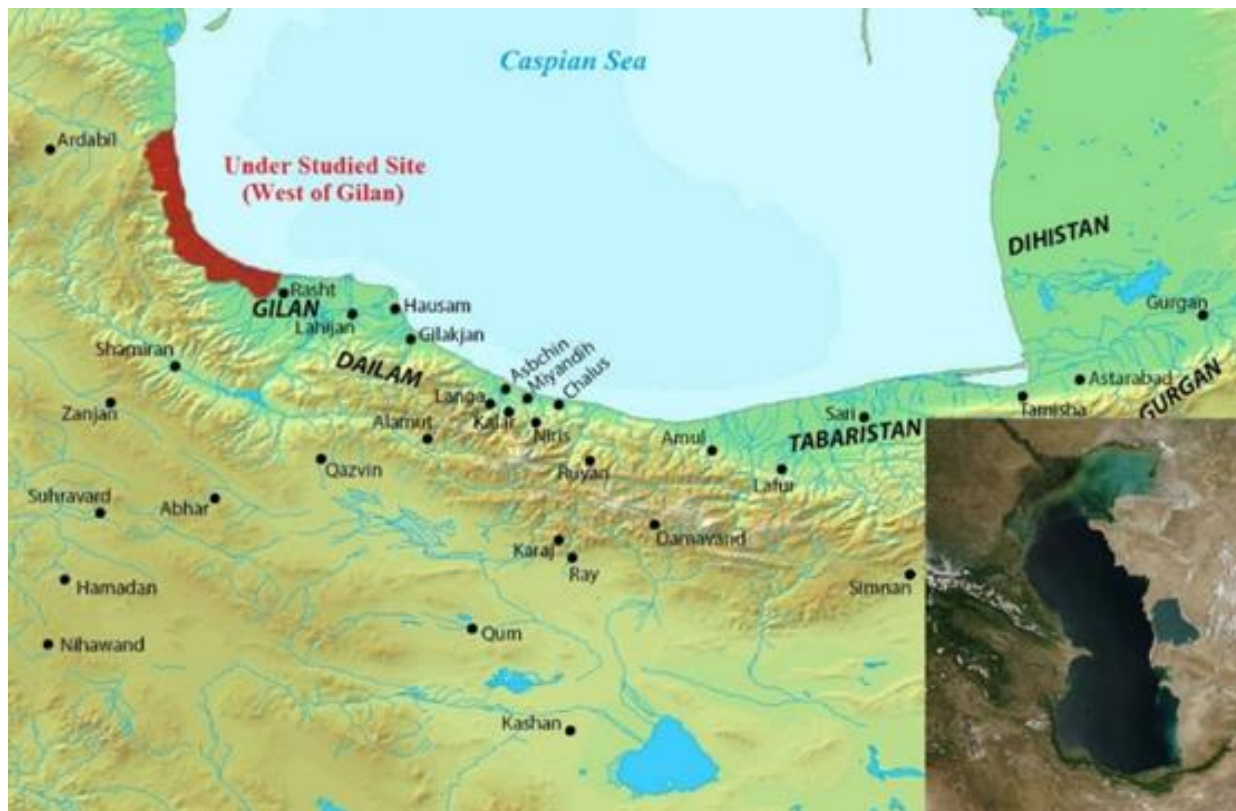 Caspian Sea
Ardabil
Under Studied Site
(West of Gilan)
DIHISTAN
Rasht
GILAN
Hausam
Lahijan
Gurgan
Gilakjan
Shamiran
DAILAM
Asbchin
Miyandih
Chalus
Astarabad
GURGAN
Zanjan
Langa
Kalar
Sari
Tamisha
Alamut
Niris
Amul
TABARISTAN
Qazvin
Ruyan
Lafur
Suhravard
Abhar
Damavand
Karaj
Ray
Hamadan
Simnan
Qum
Nihawand
Kashan